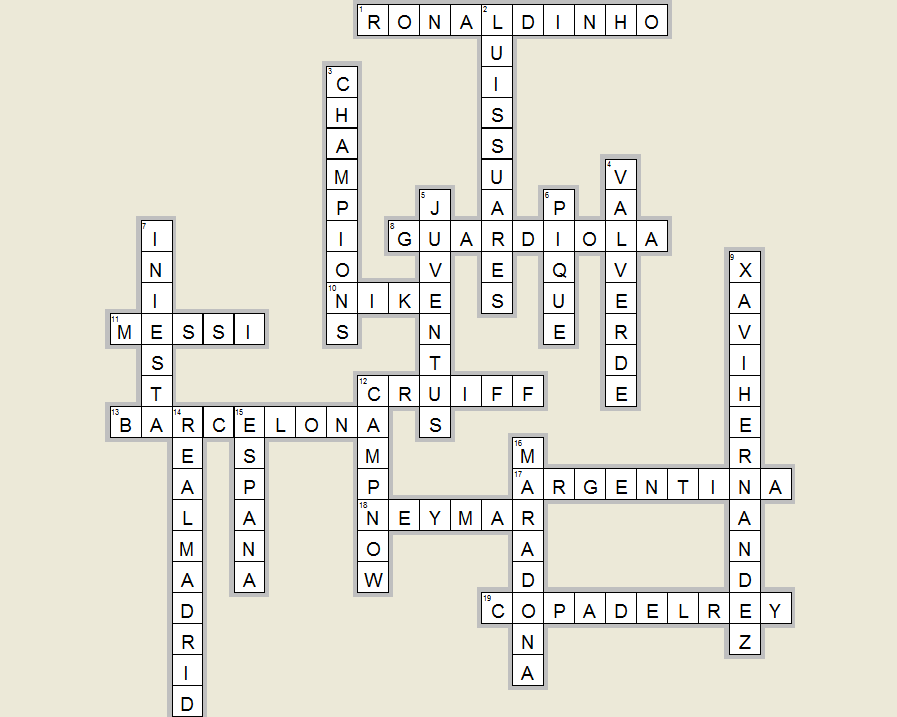 1 RONALDINHO
2 LUISSUARES
3 CHAMPIONS
4 VALVERDE
5 JUVENTUS
6 PIQUE
7 INIESTA
8 GUARDIOLA
9 XAVIHERNANDEZ
10 NIKE
11 MESSI
12 CRUIFF
CAMPNOW
13 BARCELONA
14 REALMADRID
15 ESPANA
16 MARADONA
17 ARGENTINA
18 NEYMAR
19 COPADELREY